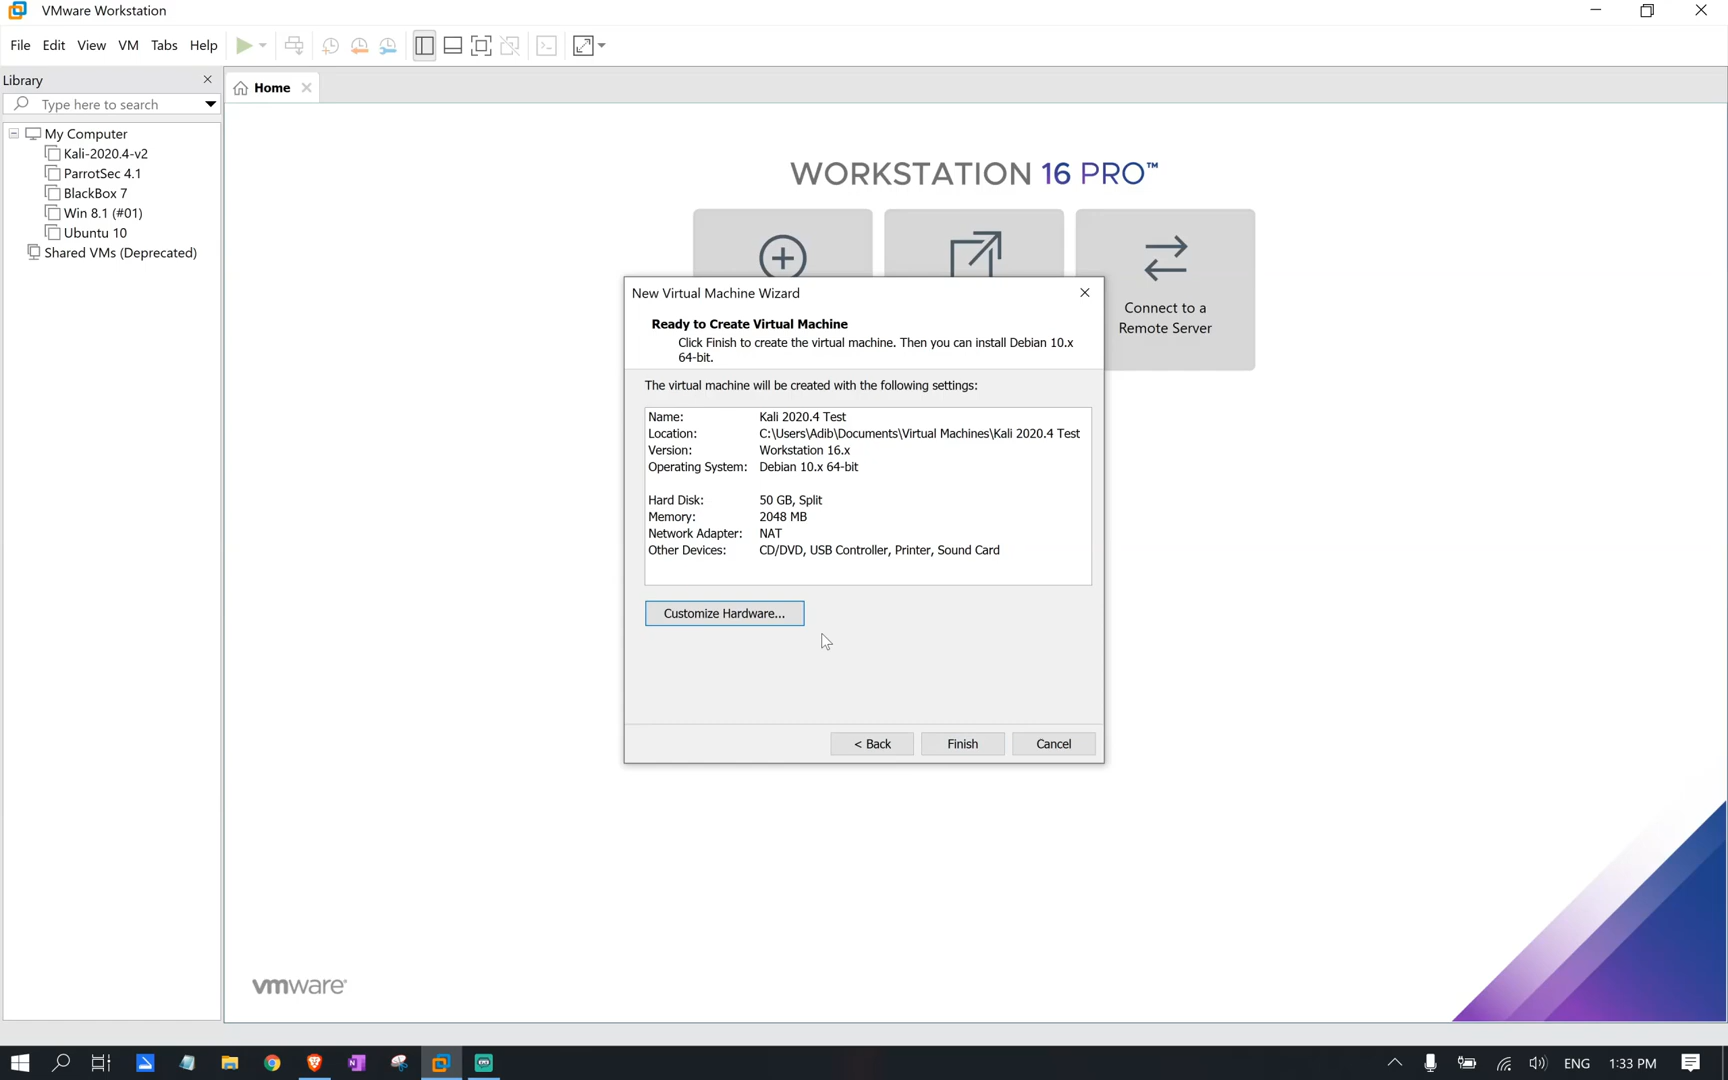 VMware Workstation
File Edit View VM Tabs Help
Library
Type here to search
Home
My Computer
Kali-2020.4-v2
ParrotSec 4.1
BlackBox 7
Win 8.1 (#01)
Ubuntu 10
Shared VMs (Deprecated)
WORKSTATION 16 PRO™
Connect to a
Remote Server
New Virtual Machine Wizard
Ready to Create Virtual Machine
Click Finish to create the virtual machine. Then you can install Debian 10.x
64-bit.
The virtual machine will be created with the following settings:
Name: Kali 2020.4 Test
Location: C:\Users\Adib\Documents\Virtual Machines\Kali 2020.4 Test
Version: Workstation 16.x
Operating System: Debian 10.x 64-bit
Hard Disk: 50 GB, Split
Memory: 2048 MB
Network Adapter: NAT
Other Devices: CD/DVD, USB Controller, Printer, Sound Card
Customize Hardware...
< Back Finish Cancel
vmware®
ENG 1:33 PM